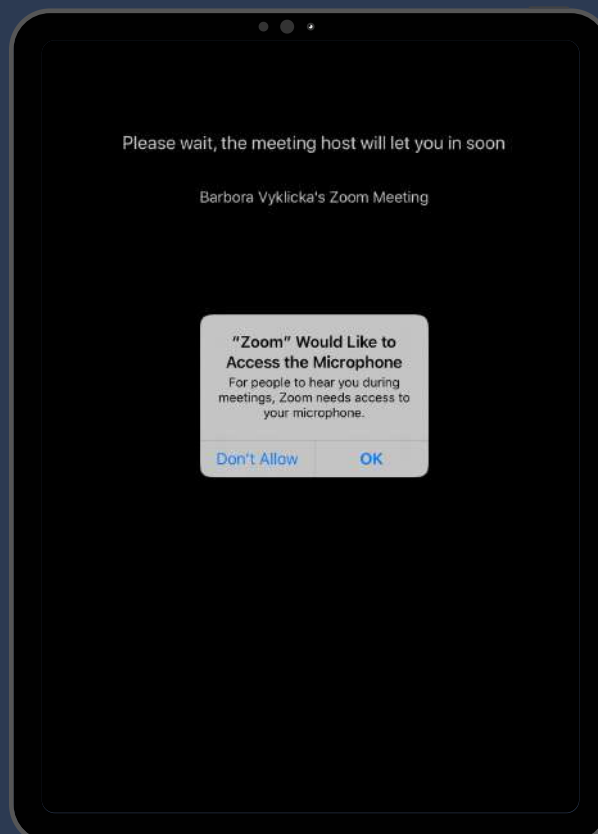 Please wait, the meeting host will let you in soon
Barbora Vyklicka's Zoom Meeting
"Zoom" Would Like to
Access the Microphone
For people to hear you during
meetings, Zoom needs access to
your microphone.
Don't Allow
OK